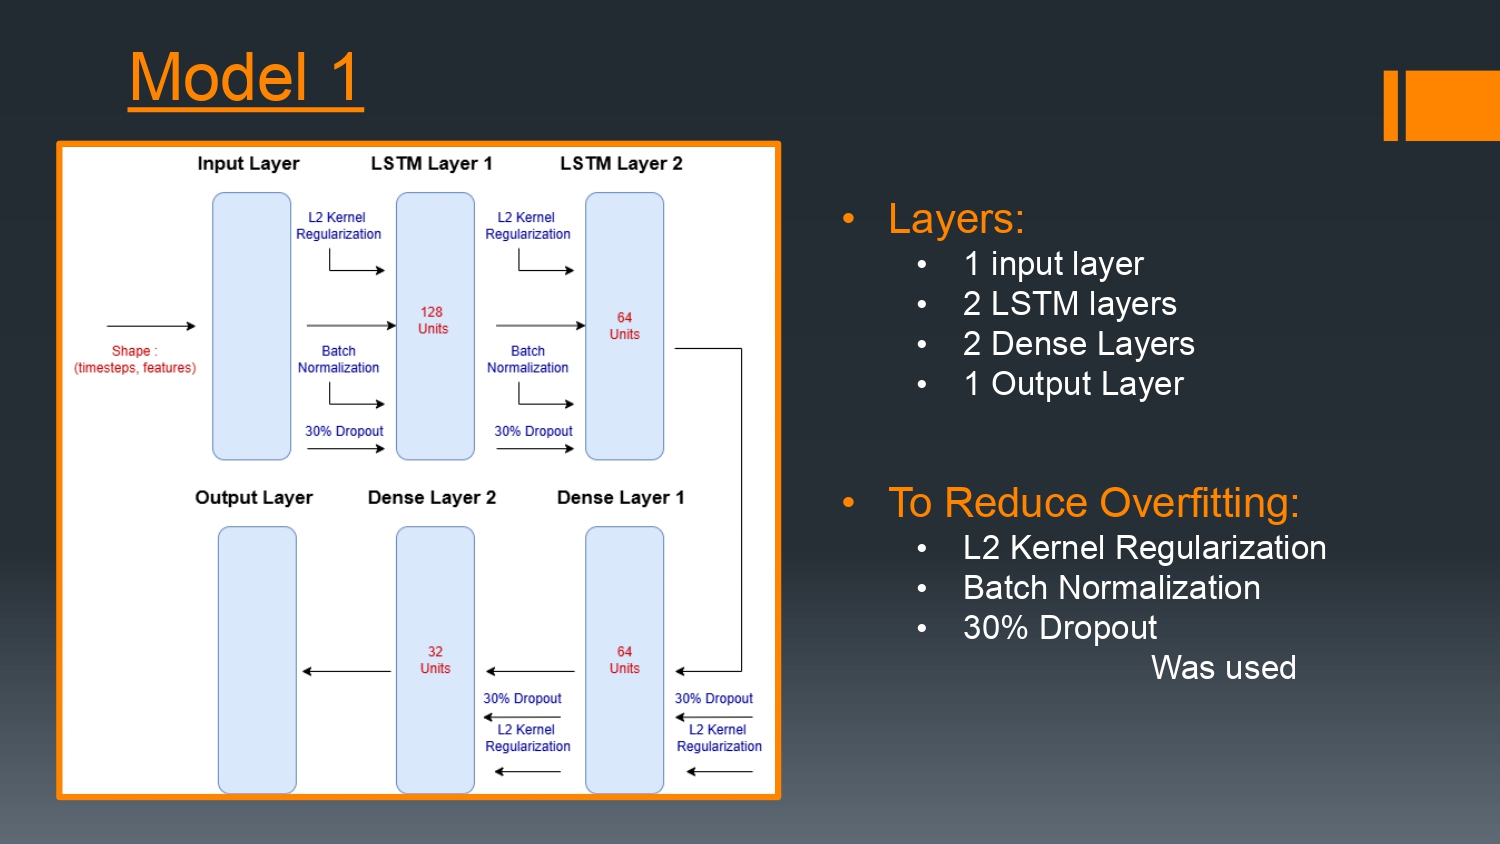 Model 1
Input Layer
LSTM Layer 1
LSTM Layer 2
L2 Kernel
Regularization
L2 Kernel
Regularization
128
Units
64
Units
Shape :
(timesteps, features)
Batch
Normalization
Batch
Normalization
30% Dropout
30% Dropout
Output Layer
Dense Layer 2
Dense Layer 1
32
Units
64
Units
30% Dropout
30% Dropout
L2 Kernel
Regularization
L2 Kernel
Regularization
• Layers:
• 1 input layer
• 2 LSTM layers
• 2 Dense Layers
• 1 Output Layer
• To Reduce Overfitting:
• L2 Kernel Regularization
• Batch Normalization
• 30% Dropout
Was used